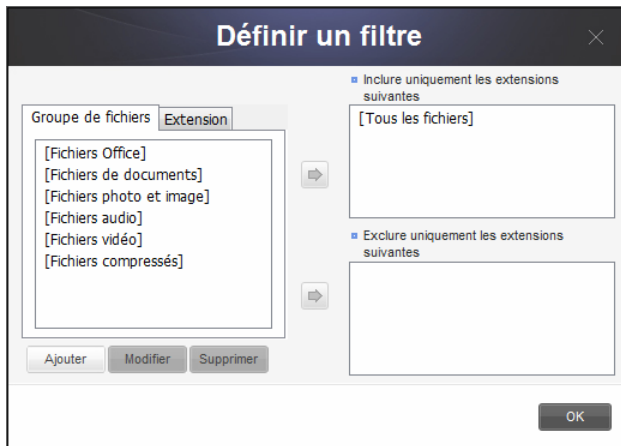 Définir un filtre
Groupe de fichiers
Extension
[Fichiers Office]
[Fichiers de documents]
[Fichiers photo et image]
[Fichiers audio]
[Fichiers vidéo]
[Fichiers compressés]
Ajouter
Modifier
Supprimer
Inclure uniquement les extensions
suivantes
[Tous les fichiers]
Exclure uniquement les extensions
suivantes
OK